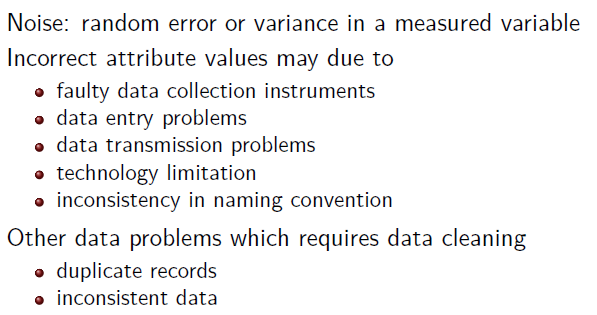 Noise: random error or variance in a measured variable
Incorrect attribute values may due to
faulty data collection instruments
data entry problems
data transmission problems
technology limitation
inconsistency in naming convention
Other data problems which requires data cleaning
duplicate records
inconsistent data